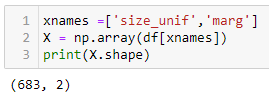 1 xnames =['size_unif','marg']
2 X = np.array(df[xnames])
3 print(X.shape)
(683, 2)